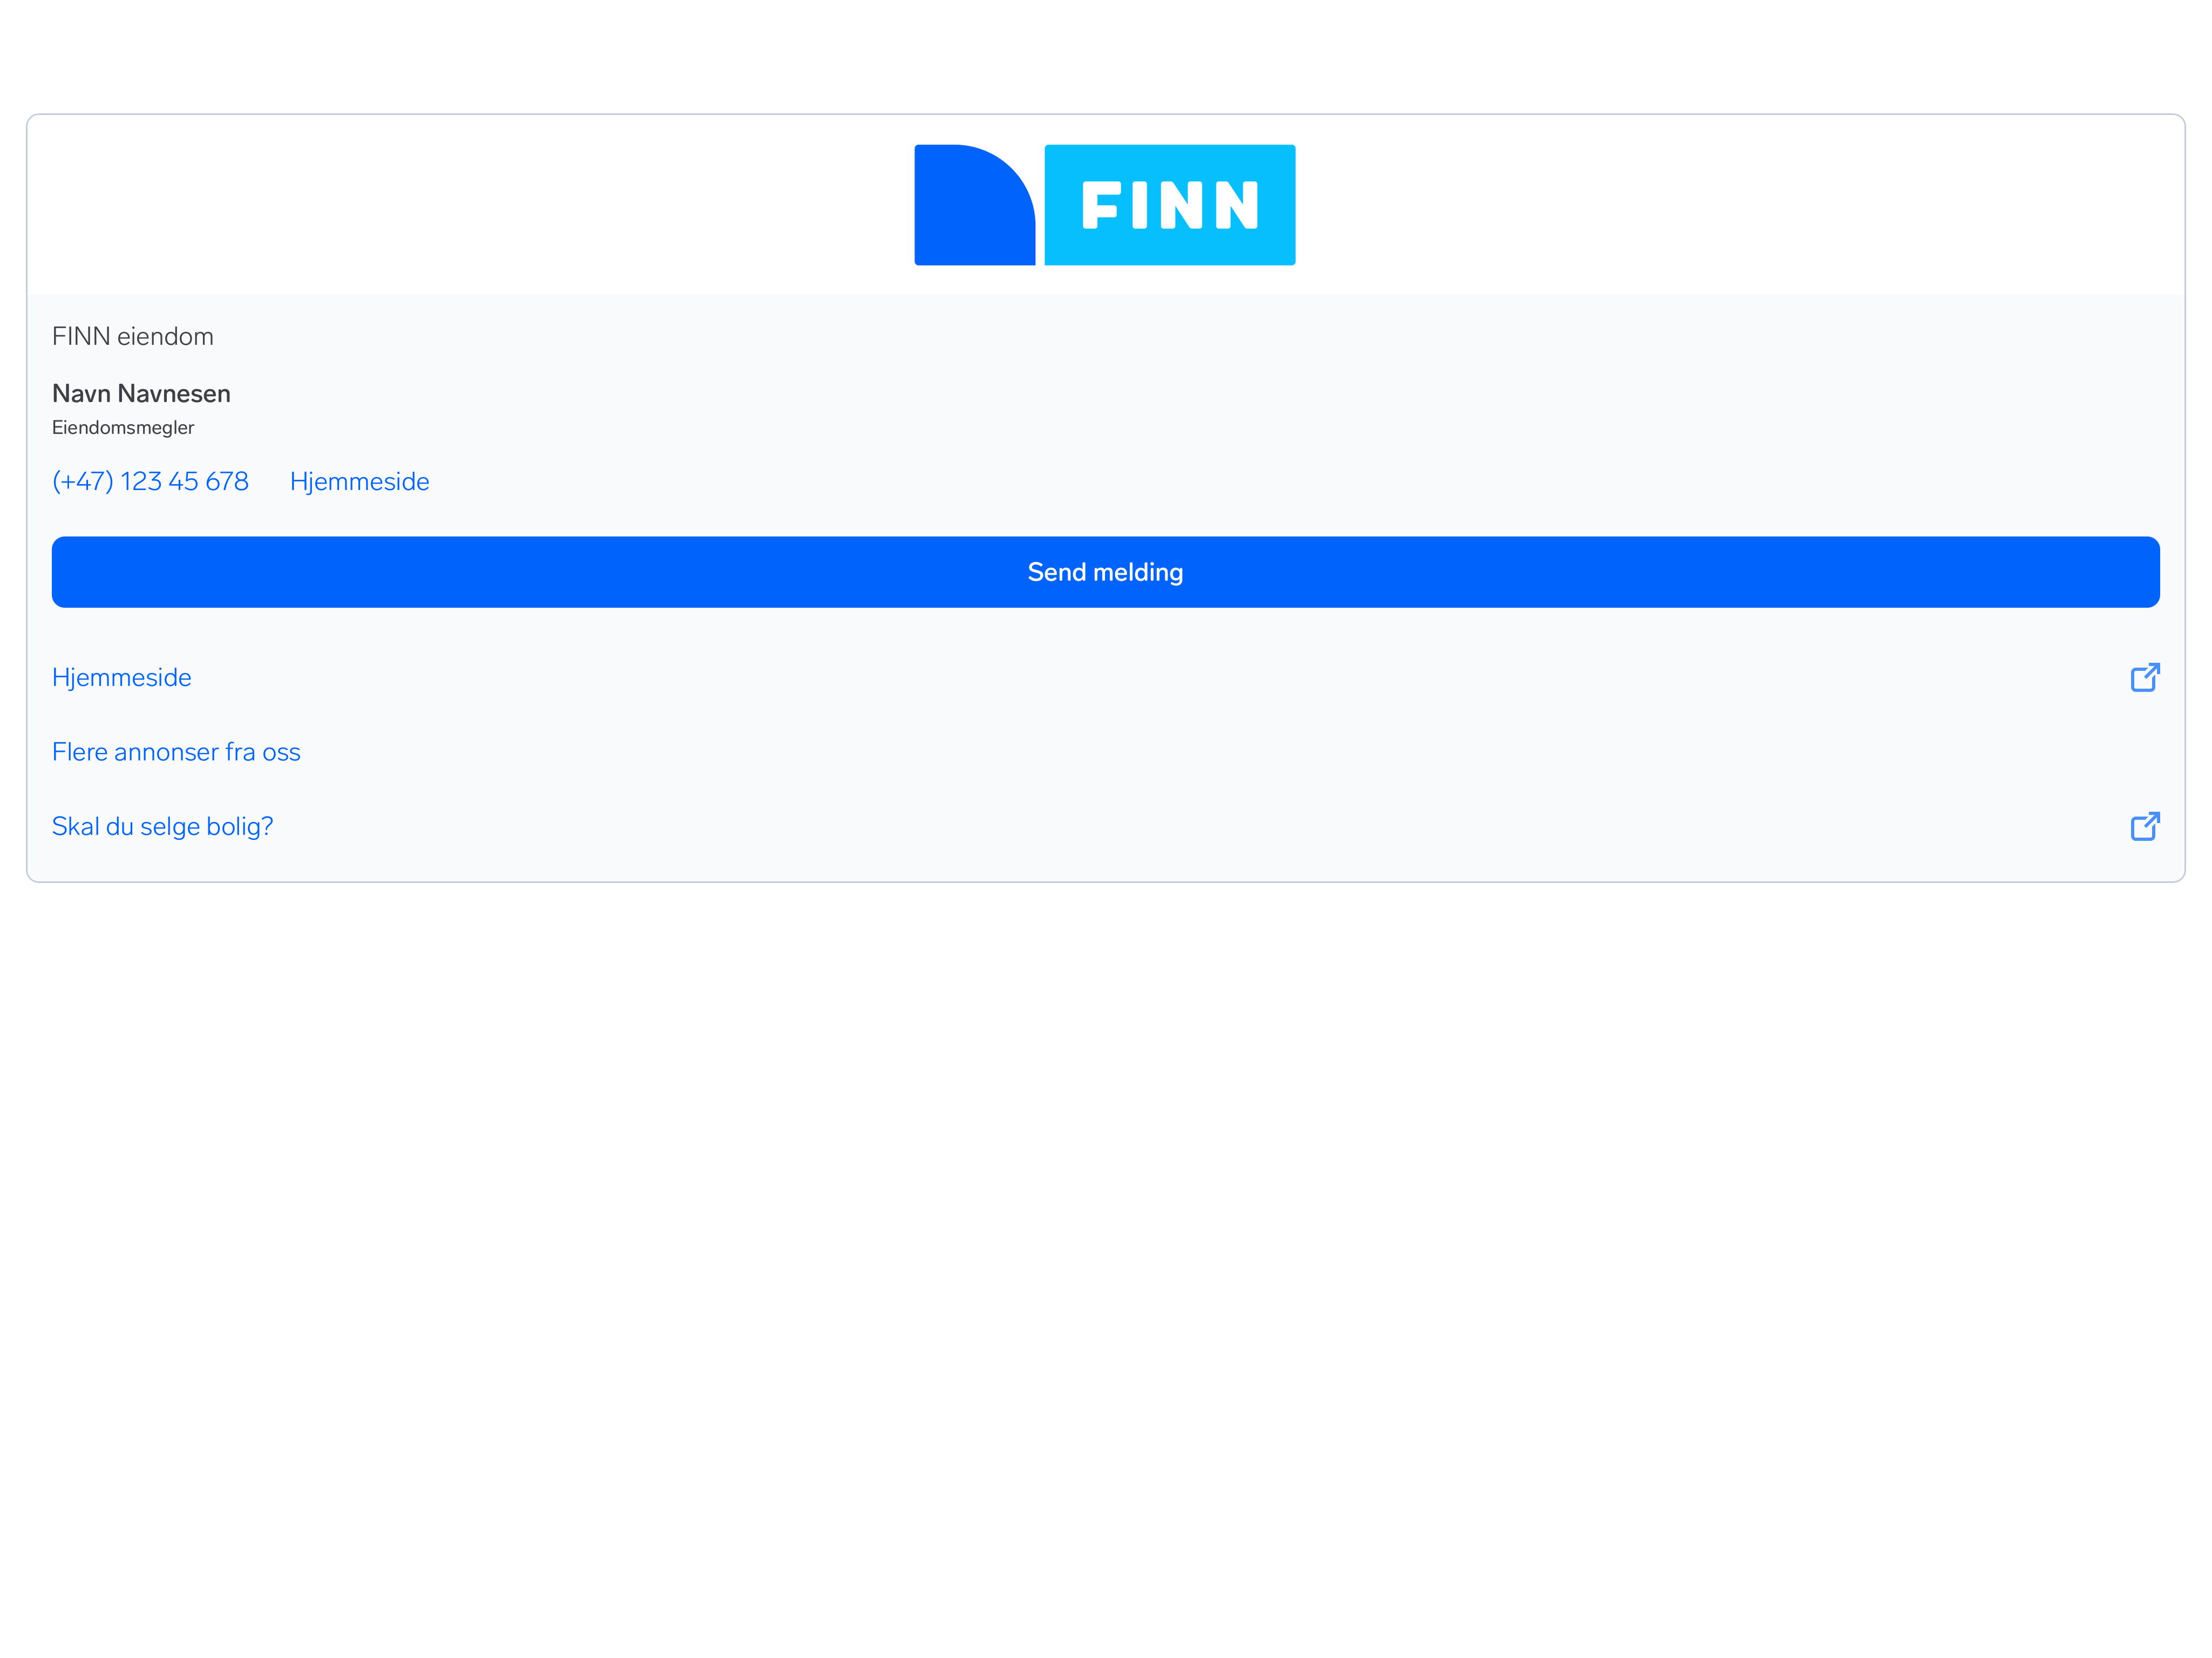 FINN
FINN eiendom
Navn Navnesen
Eiendomsmegler
(+47) 123 45 678 Hjemmeside
Send melding
Hjemmeside
Flere annonser fra oss
Skal du selge bolig?